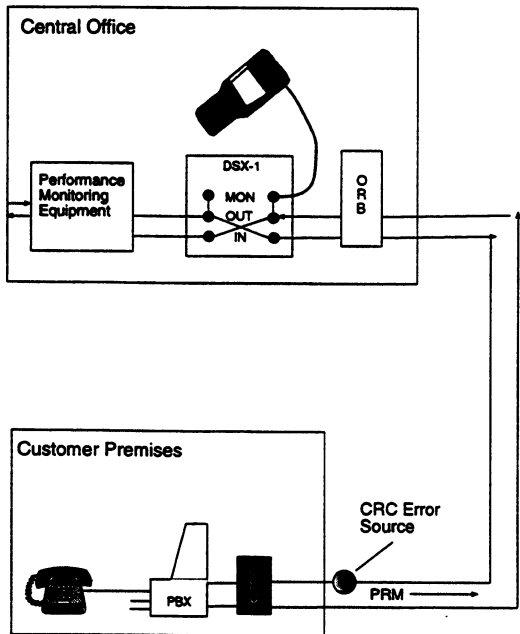 Central Office
DSX-1
Performance
Monitoring
Equipment
MON
OUT
IN
O
R
B
Customer Premises
CRC Error
Source
PBX
PRM